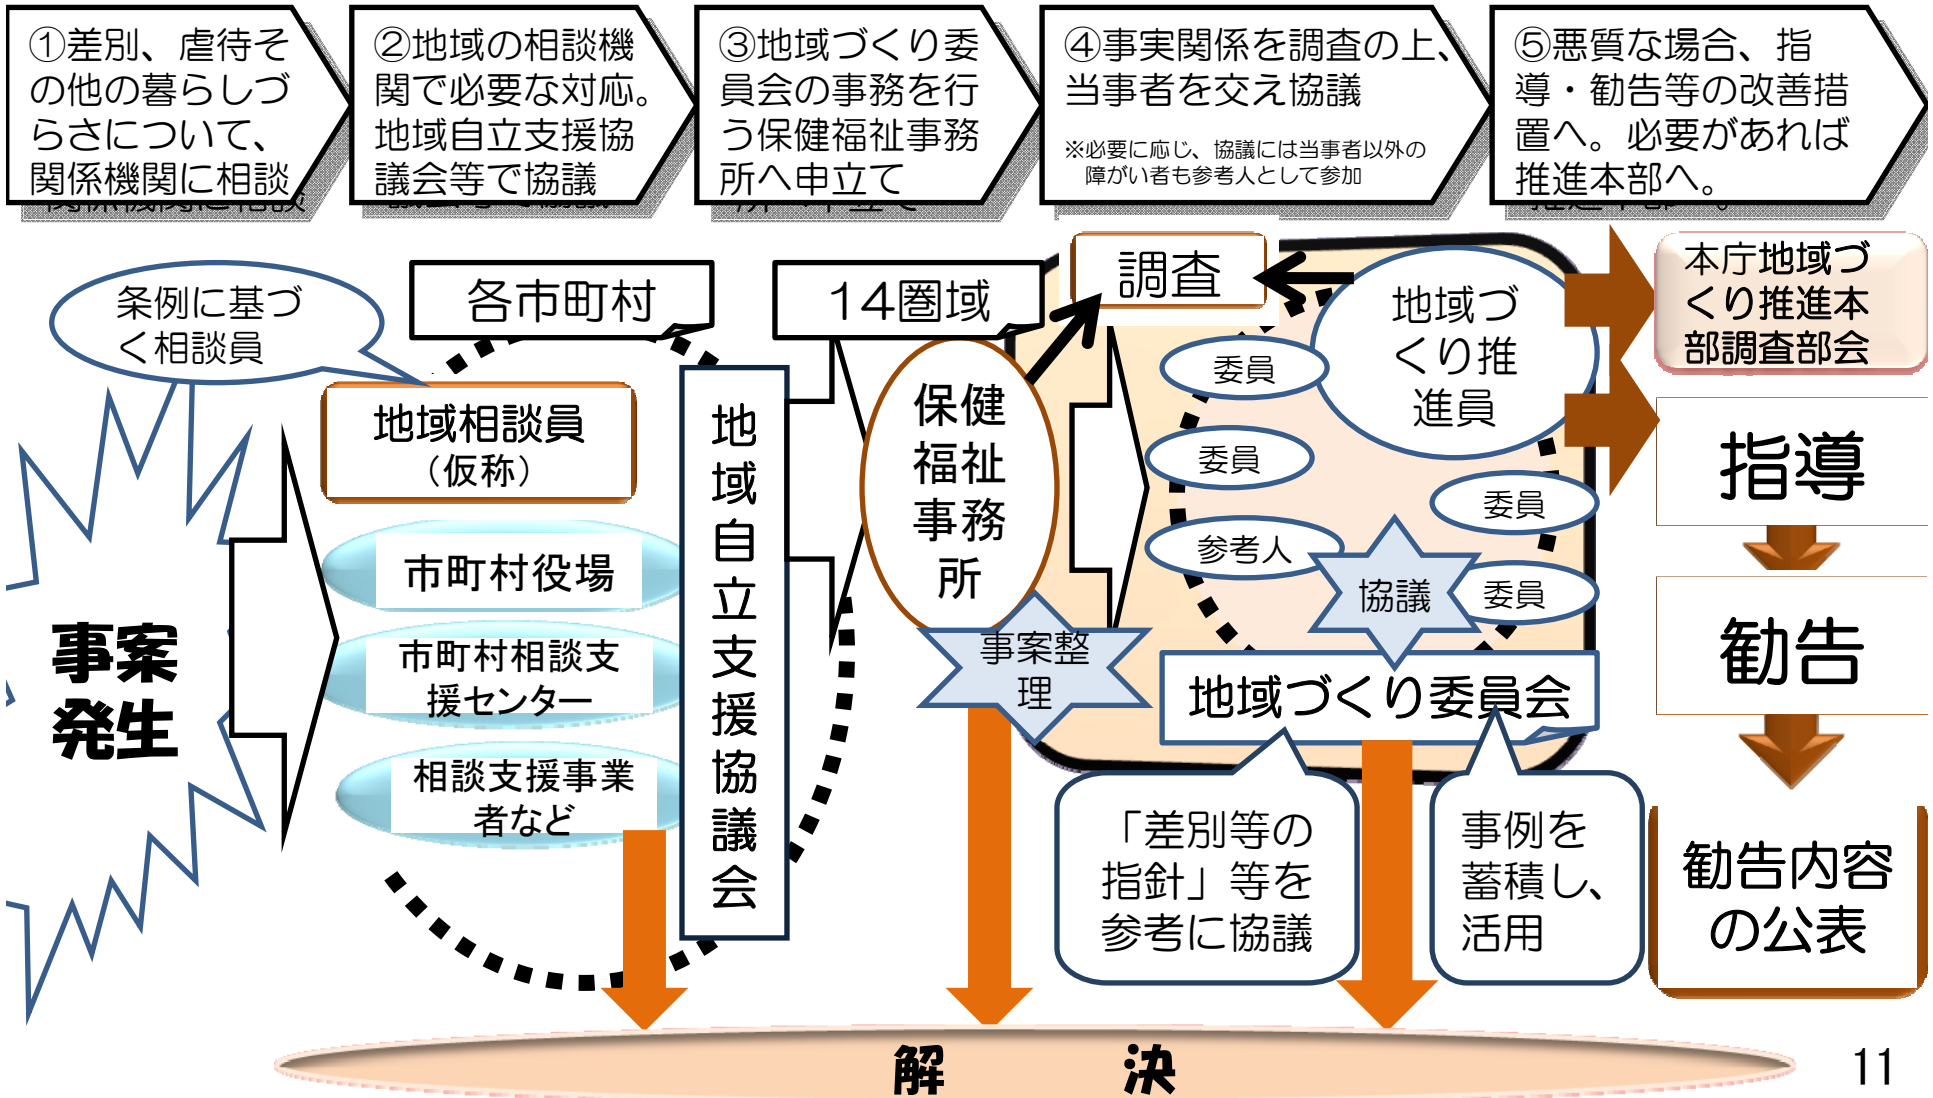 ①差別、虐待そ
の他の暮らしづ
らさについて、
関係機関に相談
②地域の相談機
関で必要な対応。
地域自立支援協
議会等で協議
③地域づくり委
員会の事務を行
う保健福祉事務
所へ申立て
④事実関係を調査の上、
当事者を交え協議
※必要に応じ、協議には当事者以外の
障がい者も参考人として参加
⑤悪質な場合、指
導・勧告等の改善措
置へ。必要があれば
推進本部へ。
条例に基づ
く相談員
各市町村
14圏域
調査
地域づ
くり推
進員
本庁地域づ
くり推進本
部調査部会
地域相談員
（仮称）
市町村役場
市町村相談支
援センター
相談支援事業
者など
地域自立支援協議会
保健
福祉
事務
所
委員
委員
参考人
委員
委員
協議
事案整
理
地域づくり委員会
事案
発生
指導
勧告
勧告内容
の公表
「差別等の
指針」等を
参考に協議
事例を
蓄積し、
活用
解決
11